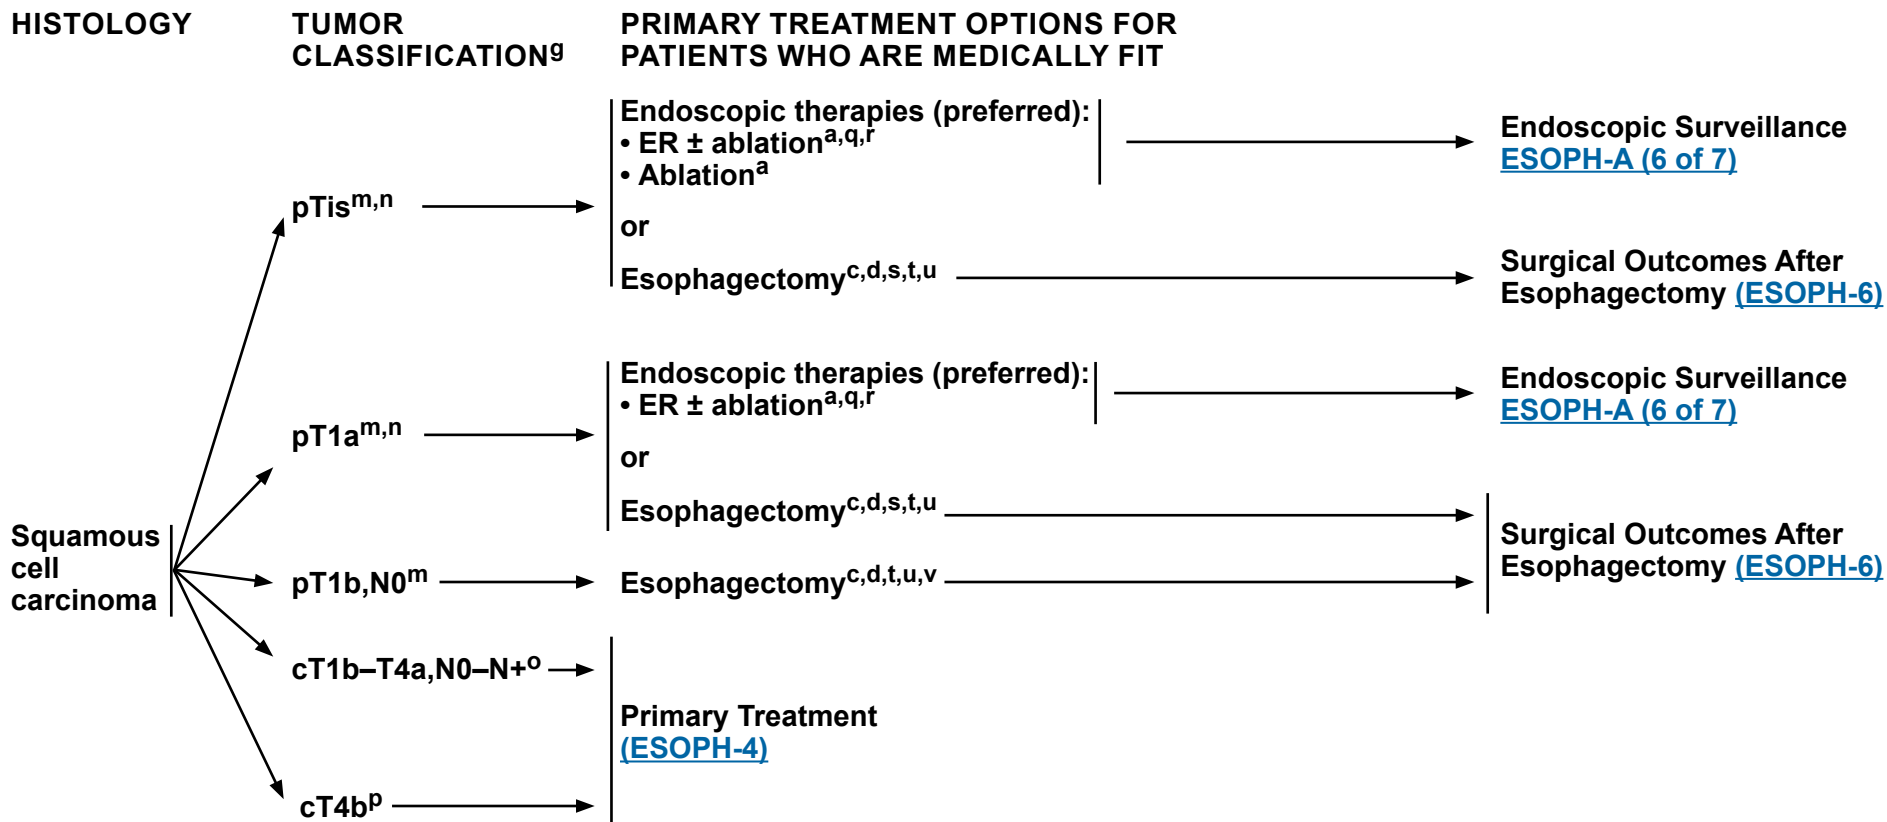 HISTOLOGY
TUMOR
CLASSIFICATIONg
PRIMARY TREATMENT OPTIONS FOR
PATIENTS WHO ARE MEDICALLY FIT
Squamous
cell
carcinoma
pTism,n
Endoscopic therapies (preferred):
• ER ± ablationa,q,r
• Ablationa
or
Esophagectomyc,d,s,t,u
Endoscopic Surveillance
ESOPH-A (6 of 7)
Surgical Outcomes After
Esophagectomy (ESOPH-6)
pT1am,n
Endoscopic therapies (preferred):
• ER ± ablationa,q,r
or
Esophagectomyc,d,s,t,u
Endoscopic Surveillance
ESOPH-A (6 of 7)
pT1b,N0m
Esophagectomyc,d,t,u,v
Surgical Outcomes After
Esophagectomy (ESOPH-6)
cT1b–T4a,N0–N+o
cT4bp
Primary Treatment
(ESOPH-4)